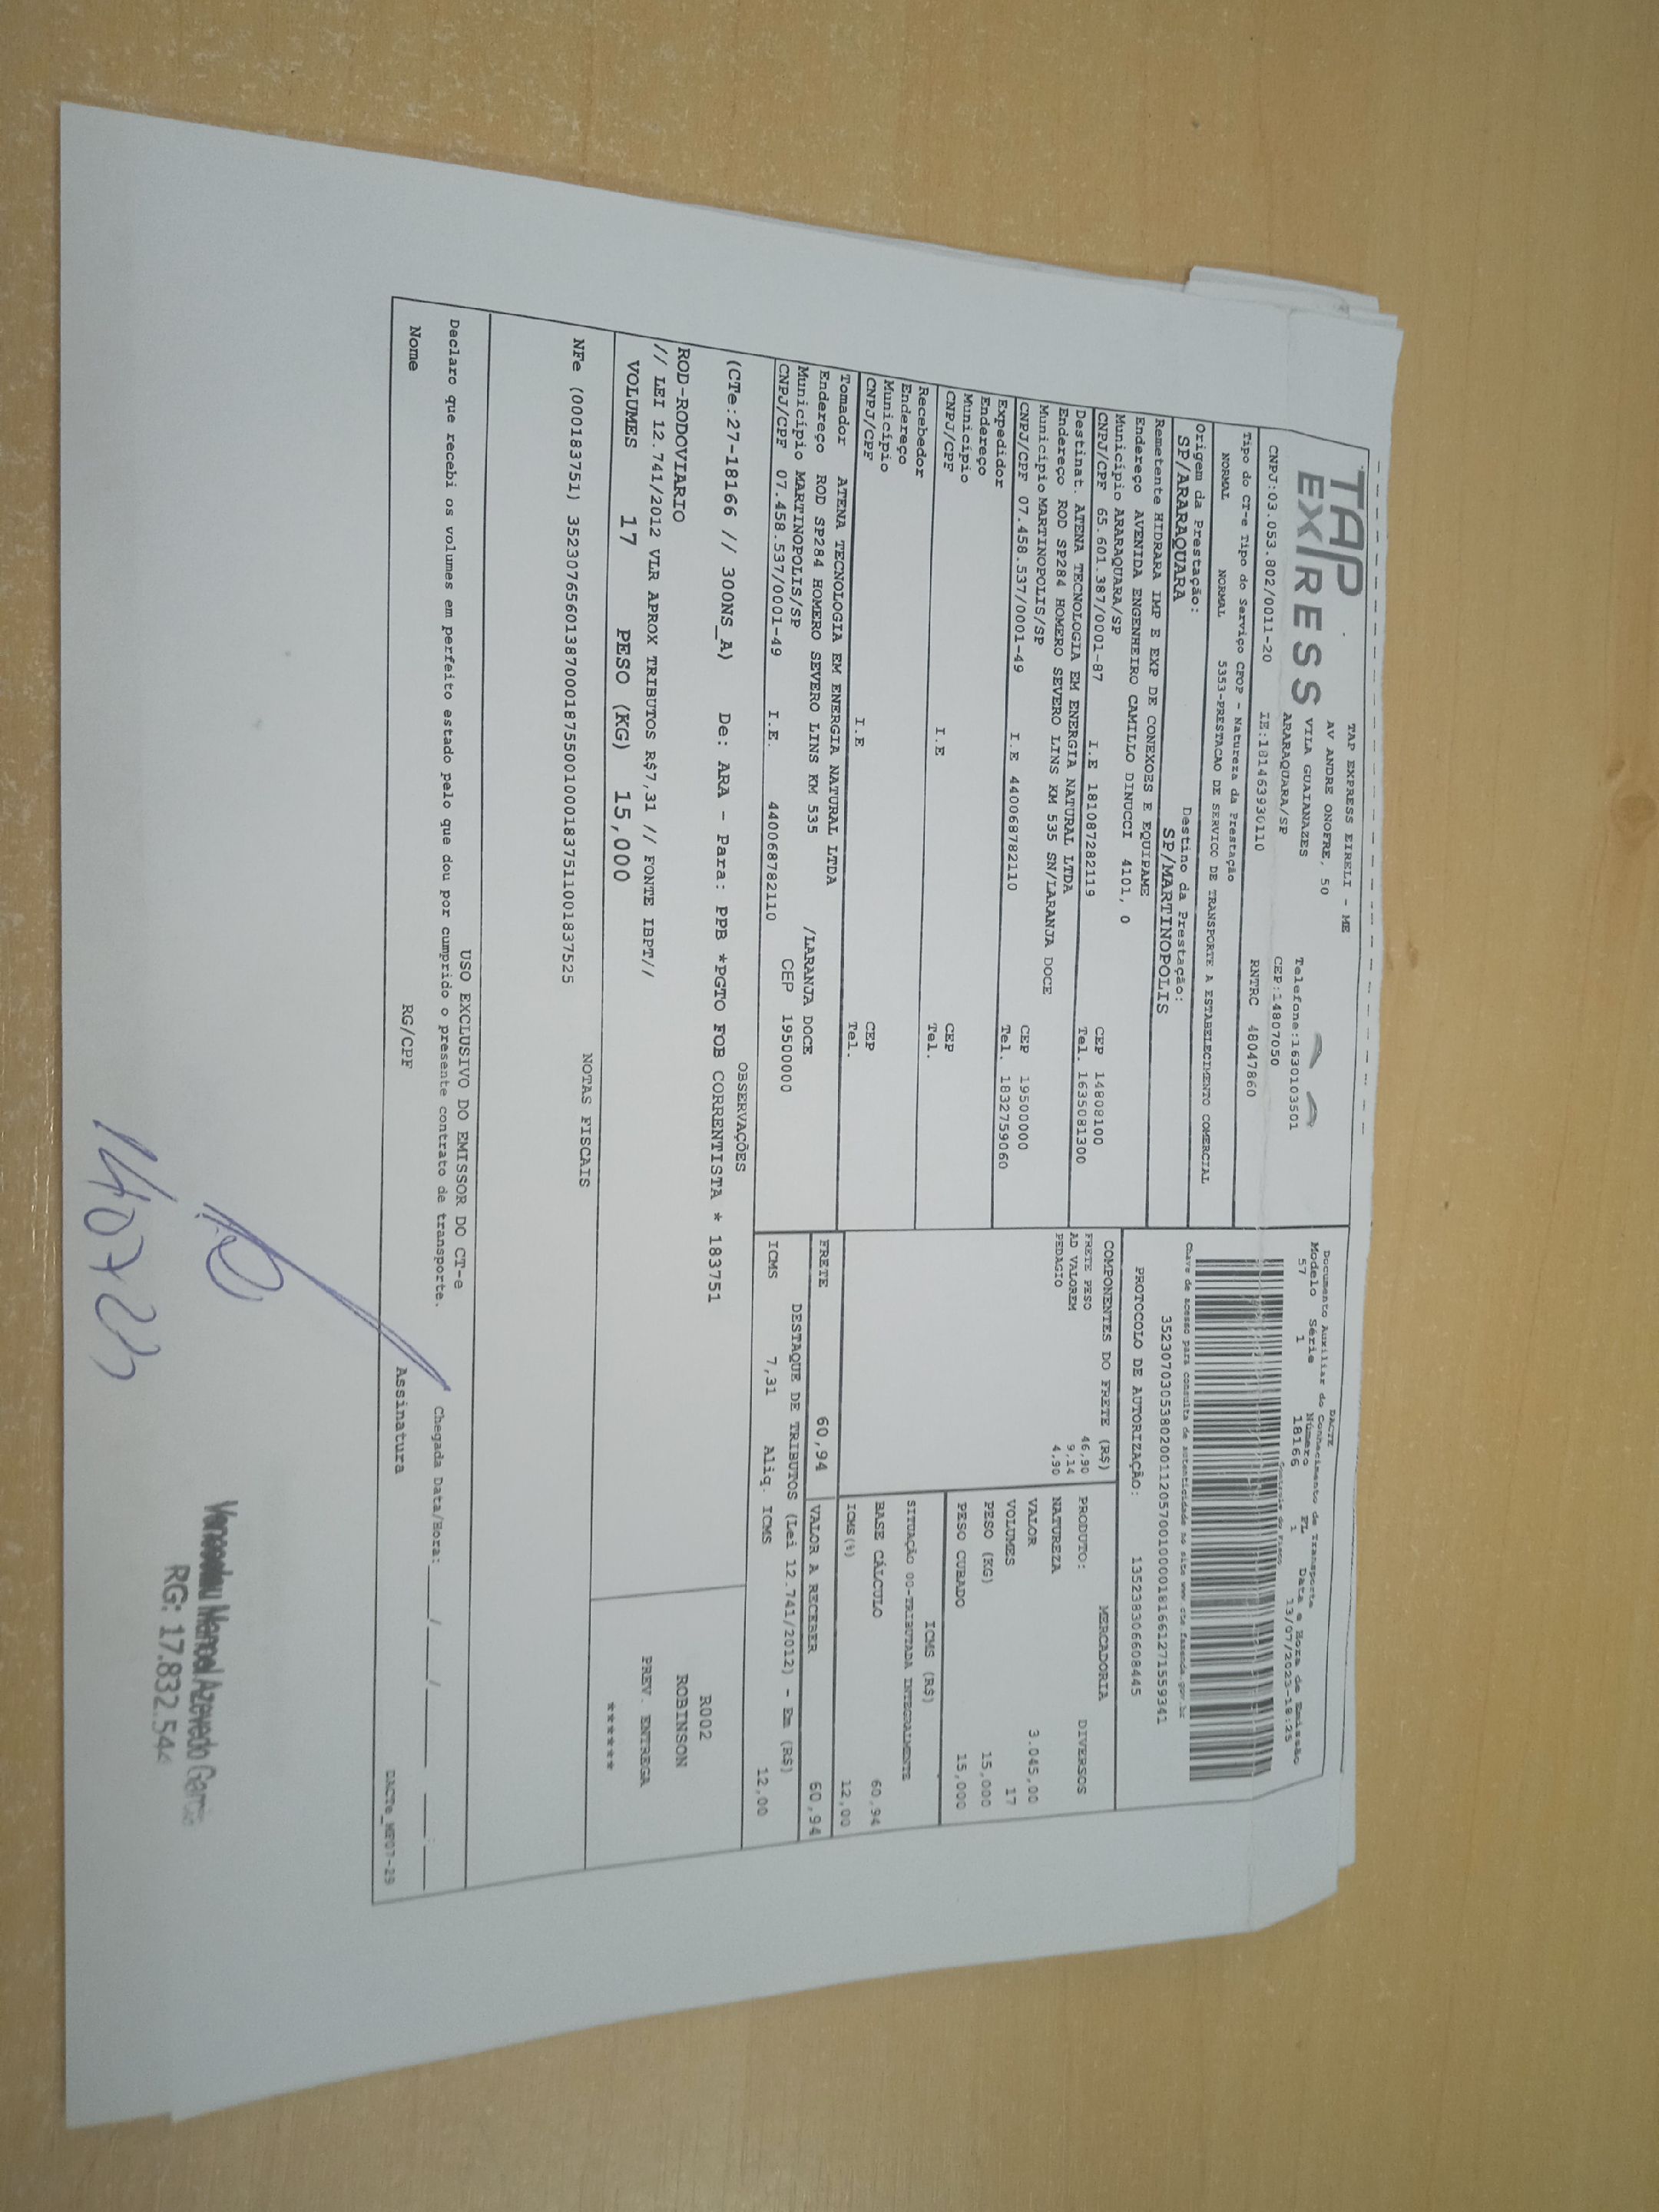 TAP EXPRESS
TAP EXPRESS EIRELI - ME
AV ANDRE ONOFRE, 50
VILA GUAIANAZES
ARARAQUARA/SP
Telefone:1630103501
CEP:14807050
CNPJ:03.053.802/0011-20 IE:181463930110 RNTRC 48047860
DACTE
Documento Auxiliar do Conhecimento de Transporte
Modelo Série Número FL Data e Hora de Emissão
57 1 18166 1 13/07/2023-18:25
Controle do Fisco
Chave de acesso para consulta de autenticidade no site www.cte.fazenda.gov.br
35230703053802001120570010000181661271559341
PROTOCOLO DE AUTORIZAÇÃO: 135238306608445
Tipo do CT-e Tipo do Serviço CFOP - Natureza da Prestação
NORMAL NORMAL 5353-PRESTACAO DE SERVICO DE TRANSPORTE A ESTABELECIMENTO COMERCIAL
Origem da Prestação: Destino da Prestação:
SP/ARARAQUARA SP/MARTINOPOLIS
Remetente HIDRARA IMP E EXP DE CONEXOES E EQUIPAME
Endereço AVENIDA ENGENHEIRO CAMILLO DINUCCI 4101, 0
Município ARARAQUARA/SP CEP 14808100
CNPJ/CPF 65.601.387/0001-87 I.E 181087282119 Tel. 1635081300
Destinat. ATENA TECNOLOGIA EM ENERGIA NATURAL LTDA
Endereço ROD SP284 HOMERO SEVERO LINS KM 535 SN/LARANJA DOCE
Município MARTINOPOLIS/SP CEP 19500000
CNPJ/CPF 07.458.537/0001-49 I.E 440068782110 Tel. 1832759060
Expedidor
Endereço
Município CEP
CNPJ/CPF I.E Tel.
Recebedor
Endereço
Município CEP
CNPJ/CPF I.E Tel.
Tomador ATENA TECNOLOGIA EM ENERGIA NATURAL LTDA
Endereço ROD SP284 HOMERO SEVERO LINS KM 535 /LARANJA DOCE
Município MARTINOPOLIS/SP CEP 19500000
CNPJ/CPF 07.458.537/0001-49 I.E. 440068782110
COMPONENTES DO FRETE (R$)
FRETE PESO 46,90
AD VALOREM 9,14
PEDAGIO 4,90
MERCADORIA
PRODUTO: DIVERSOS
NATUREZA
VALOR 3.045,00
VOLUMES 17
PESO (KG) 15,000
PESO CUBADO 15,000
ICMS (R$)
SITUAÇÃO 00-TRIBUTADA INTEGRALMENTE
BASE CÁLCULO 60,94
ICMS(%) 12,00
FRETE 60,94 VALOR A RECEBER 60,94
DESTAQUE DE TRIBUTOS (Lei 12.741/2012) - Em (R$)
ICMS 7,31 Aliq. ICMS 12,00
OBSERVAÇÕES
(CTe:27-18166 // 300NS_A) De: ARA - Para: PPB *PGTO FOB CORRENTISTA * 183751
ROD-RODOVIARIO
// LEI 12.741/2012 VLR APROX TRIBUTOS R$7,31 // FONTE IBPT//
VOLUMES 17 PESO (KG) 15,000
R002
ROBINSON
PREV. ENTREGA
******
NOTAS FISCAIS
NFe (000183751) 35230765601387000187550010001837511001837525
USO EXCLUSIVO DO EMISSOR DO CT-e
Declaro que recebi os volumes em perfeito estado pelo que dou por cumprido o presente contrato de transporte.
Chegada Data/Hora: ____/____/____ ____:____
Nome RG/CPF Assinatura
DACTe_MP07-29
Manoel Azevedo
RG: 17.832.544
140723